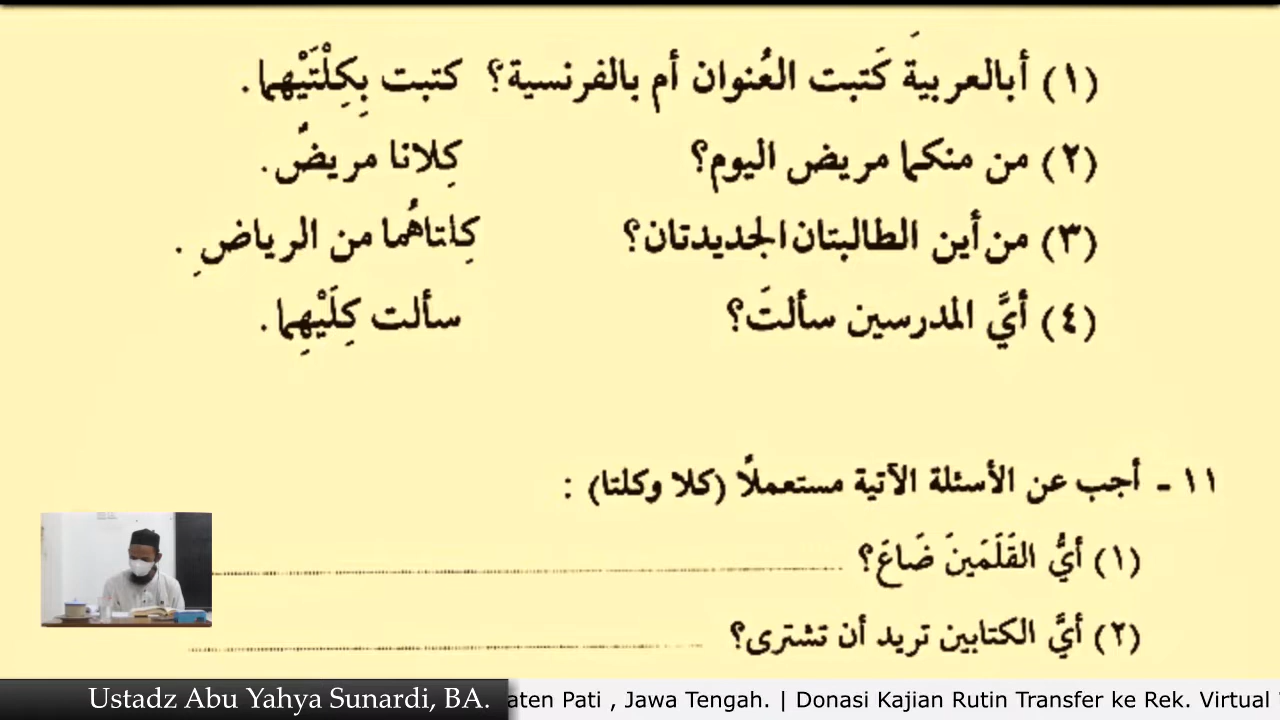 (١) أبالعربيةَ كَتبت العُنوان أم بالفرنسية؟ كتبت بِكِلْتَيْهِما.
(٢) من منكما مريض اليوم؟ كِلانا مريضٌ.
(٣) من أين الطالبتان الجديدتان؟ كِلتاهُما من الرياضِ.
(٤) أيَّ المدرسين سألتَ؟ سألت كِلَيْهِما.
١١ - أجب عن الأسئلة الآتية مستعملاً (كلا وكلتا) :
(١) أيُّ القَلَمَينَ ضَاعَ؟
(٢) أيَّ الكتابين تريد أن تشترى؟
Ustadz Abu Yahya Sunardi, BA. aten Pati , Jawa Tengah. | Donasi Kajian Rutin Transfer ke Rek. Virtual